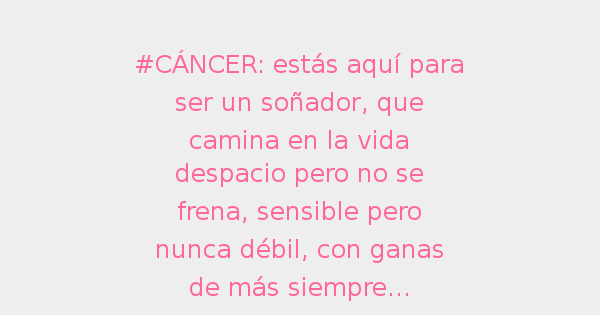 #CÁNCER: estás aquí para
ser un soñador, que
camina en la vida
despacio pero no se
frena, sensible pero
nunca débil, con ganas
de más siempre...